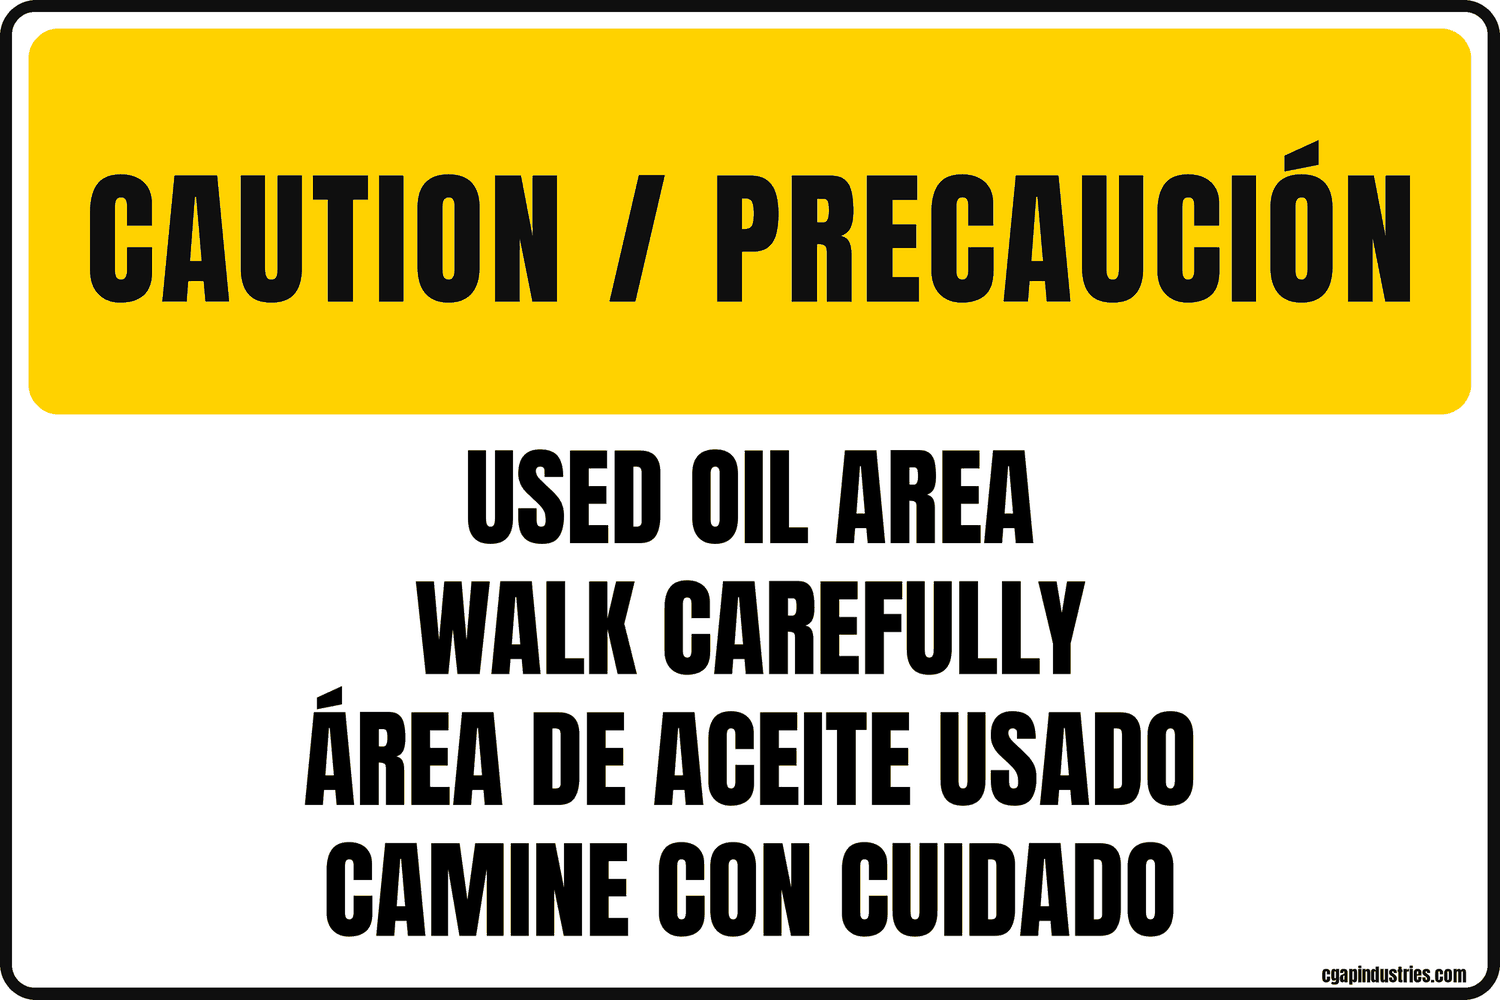 CAUTION / PRECAUCIÓN
USED OIL AREA
WALK CAREFULLY
ÁREA DE ACEITE USADO
CAMINE CON CUIDADO
cgapindustries.com